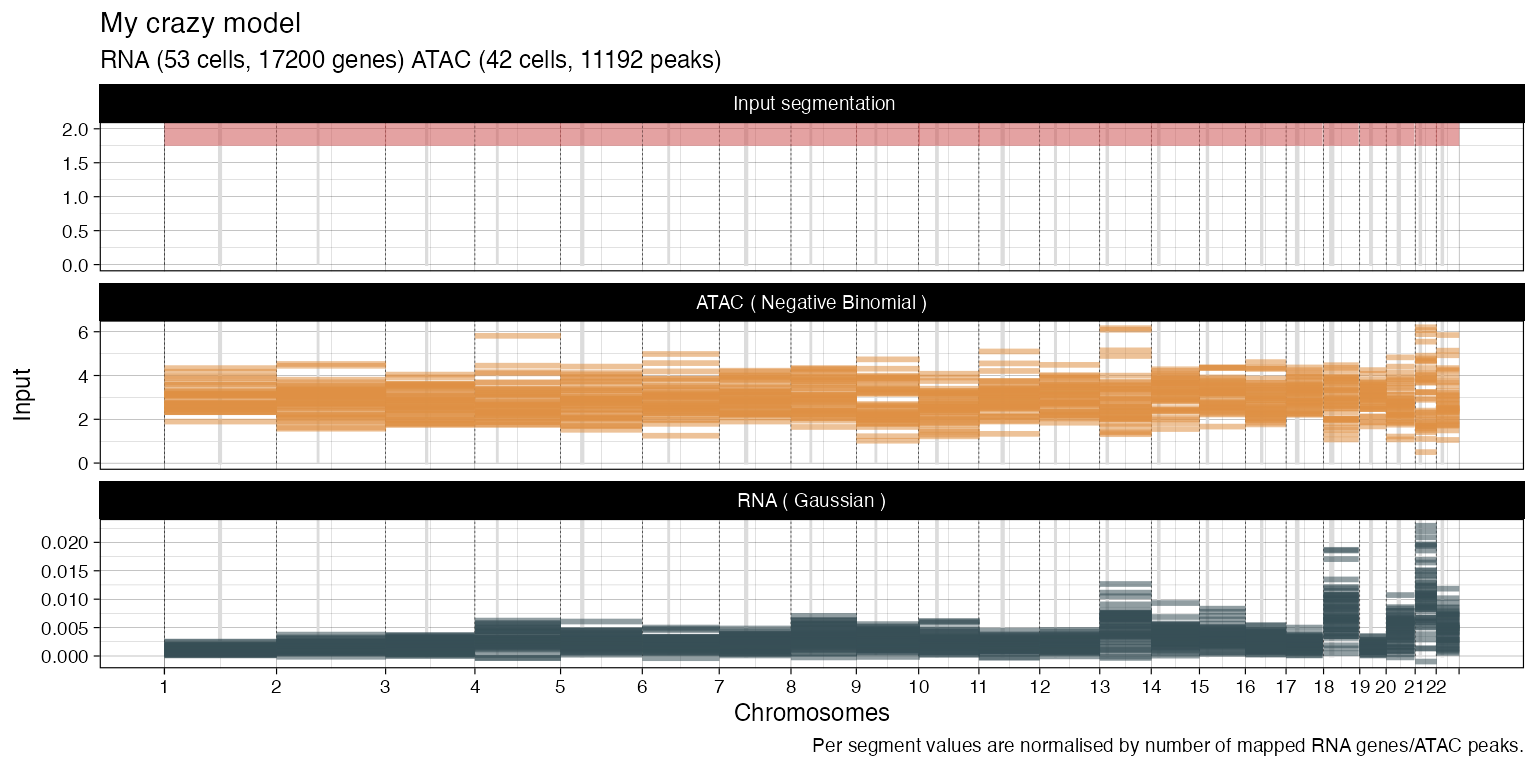 My crazy model
RNA (53 cells, 17200 genes) ATAC (42 cells, 11192 peaks)
Input segmentation
2.0
1.5
1.0
0.5
0.0
ATAC ( Negative Binomial )
6
4
2
0
Input
RNA ( Gaussian )
0.020
0.015
0.010
0.005
0.000
1 2 3 4 5 6 7 8 9 10 11 12 13 14 15 16 17 18 19 20 21 22
Chromosomes
Per segment values are normalised by number of mapped RNA genes/ATAC peaks.